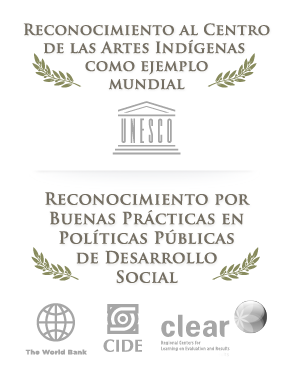 Reconocimiento al Centro
de las Artes Indígenas
como ejemplo
mundial
UNESCO
Reconocimiento por
Buenas Prácticas en
Políticas Públicas
de Desarrollo
Social
The World Bank
CIDE
clear
Regional Centers for
Learning on Evaluation and Results